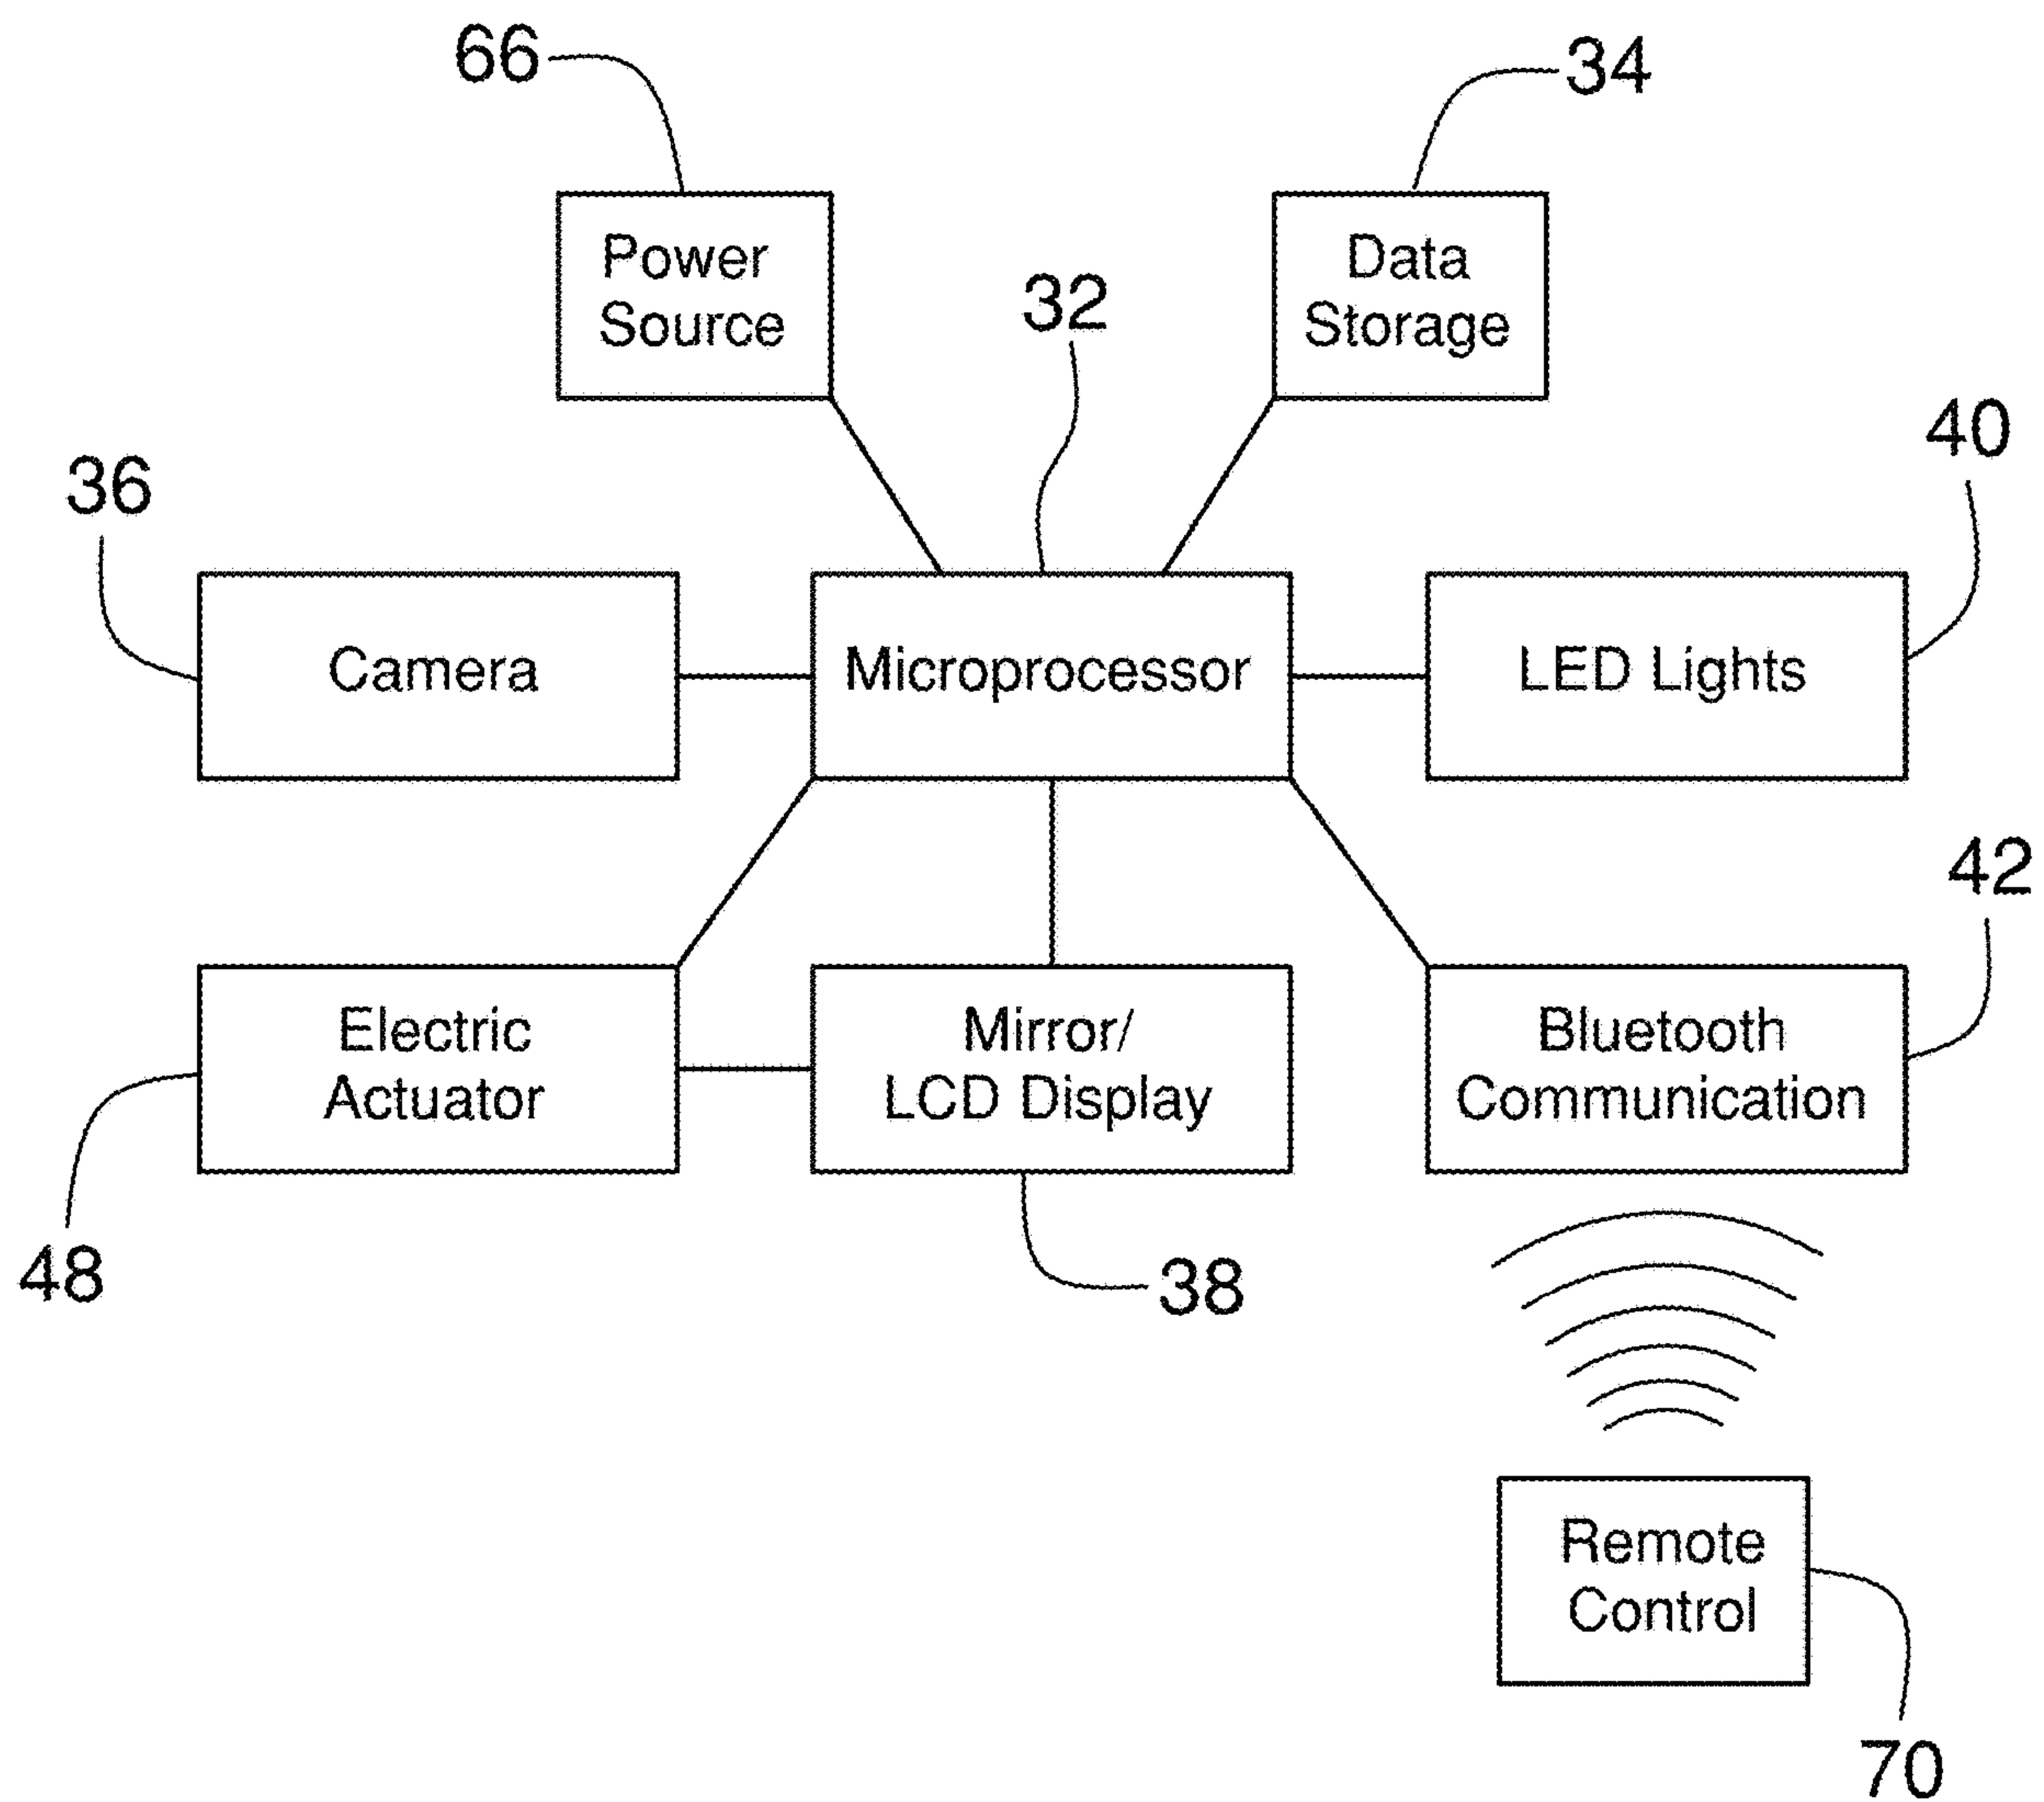 66
34
Power
Source
Data
Storage
32
40
36
Camera
Microprocessor
LED Lights
42
Electric
Actuator
Mirror/
LCD Display
Bluetooth
Communication
48
38
Remote
Control
70